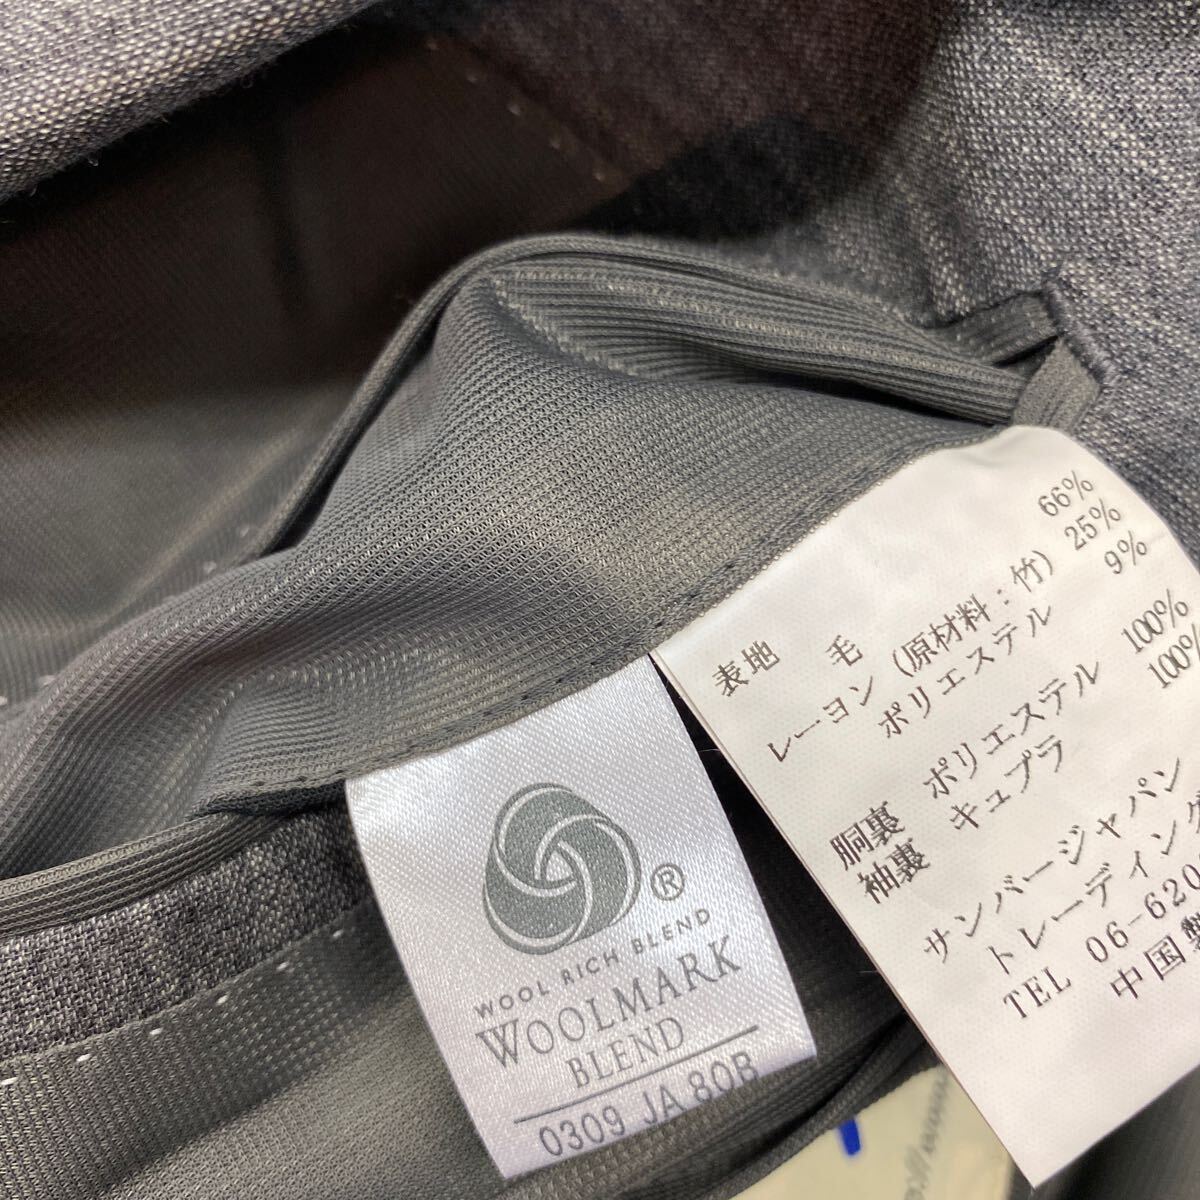 表地 毛 66%
レーヨン (原材料：竹) 25%
ポリエステル 9%
胴裏 ポリエステル 100%
袖裏 キュプラ 100%
サンバージャパン
トレーディング
TEL 06-620
中国製
®
WOOL RICH BLEND
WOOLMARK
BLEND
0309 JA 80B